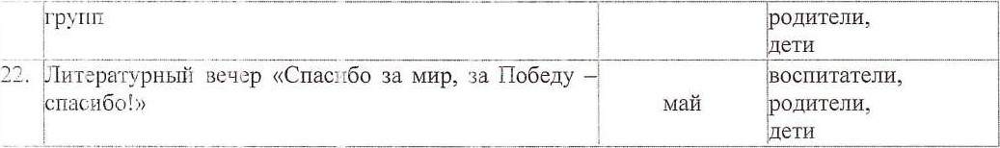 групп родители,
дети
22. Литературный вечер «Спасибо за мир, за Победу – воспитатели,
спасибо!» май родители,
дети